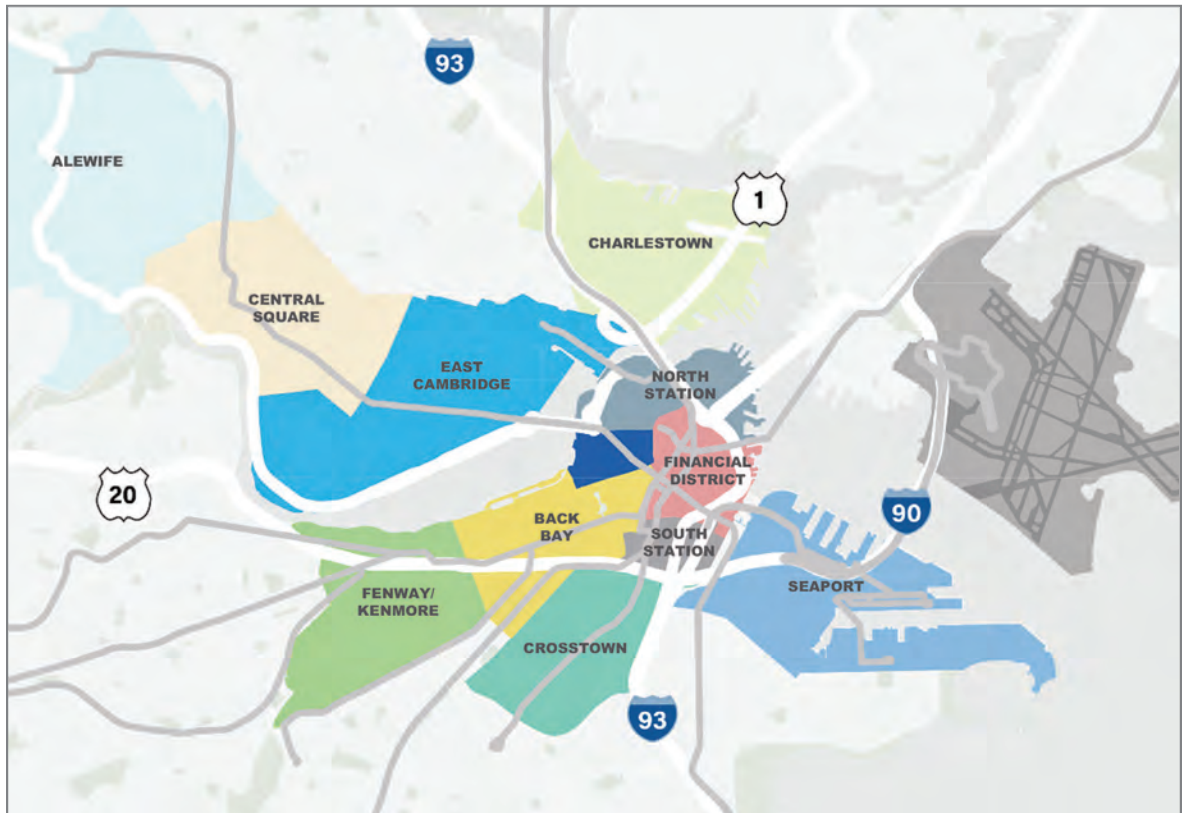 93
ALEWIFE
1
CHARLESTOWN
CENTRAL
SQUARE
EAST
CAMBRIDGE
NORTH
STATION
FINANCIAL
DISTRICT
20
90
BACK
BAY
SOUTH
STATION
SEAPORT
FENWAY/
KENMORE
CROSSTOWN
93